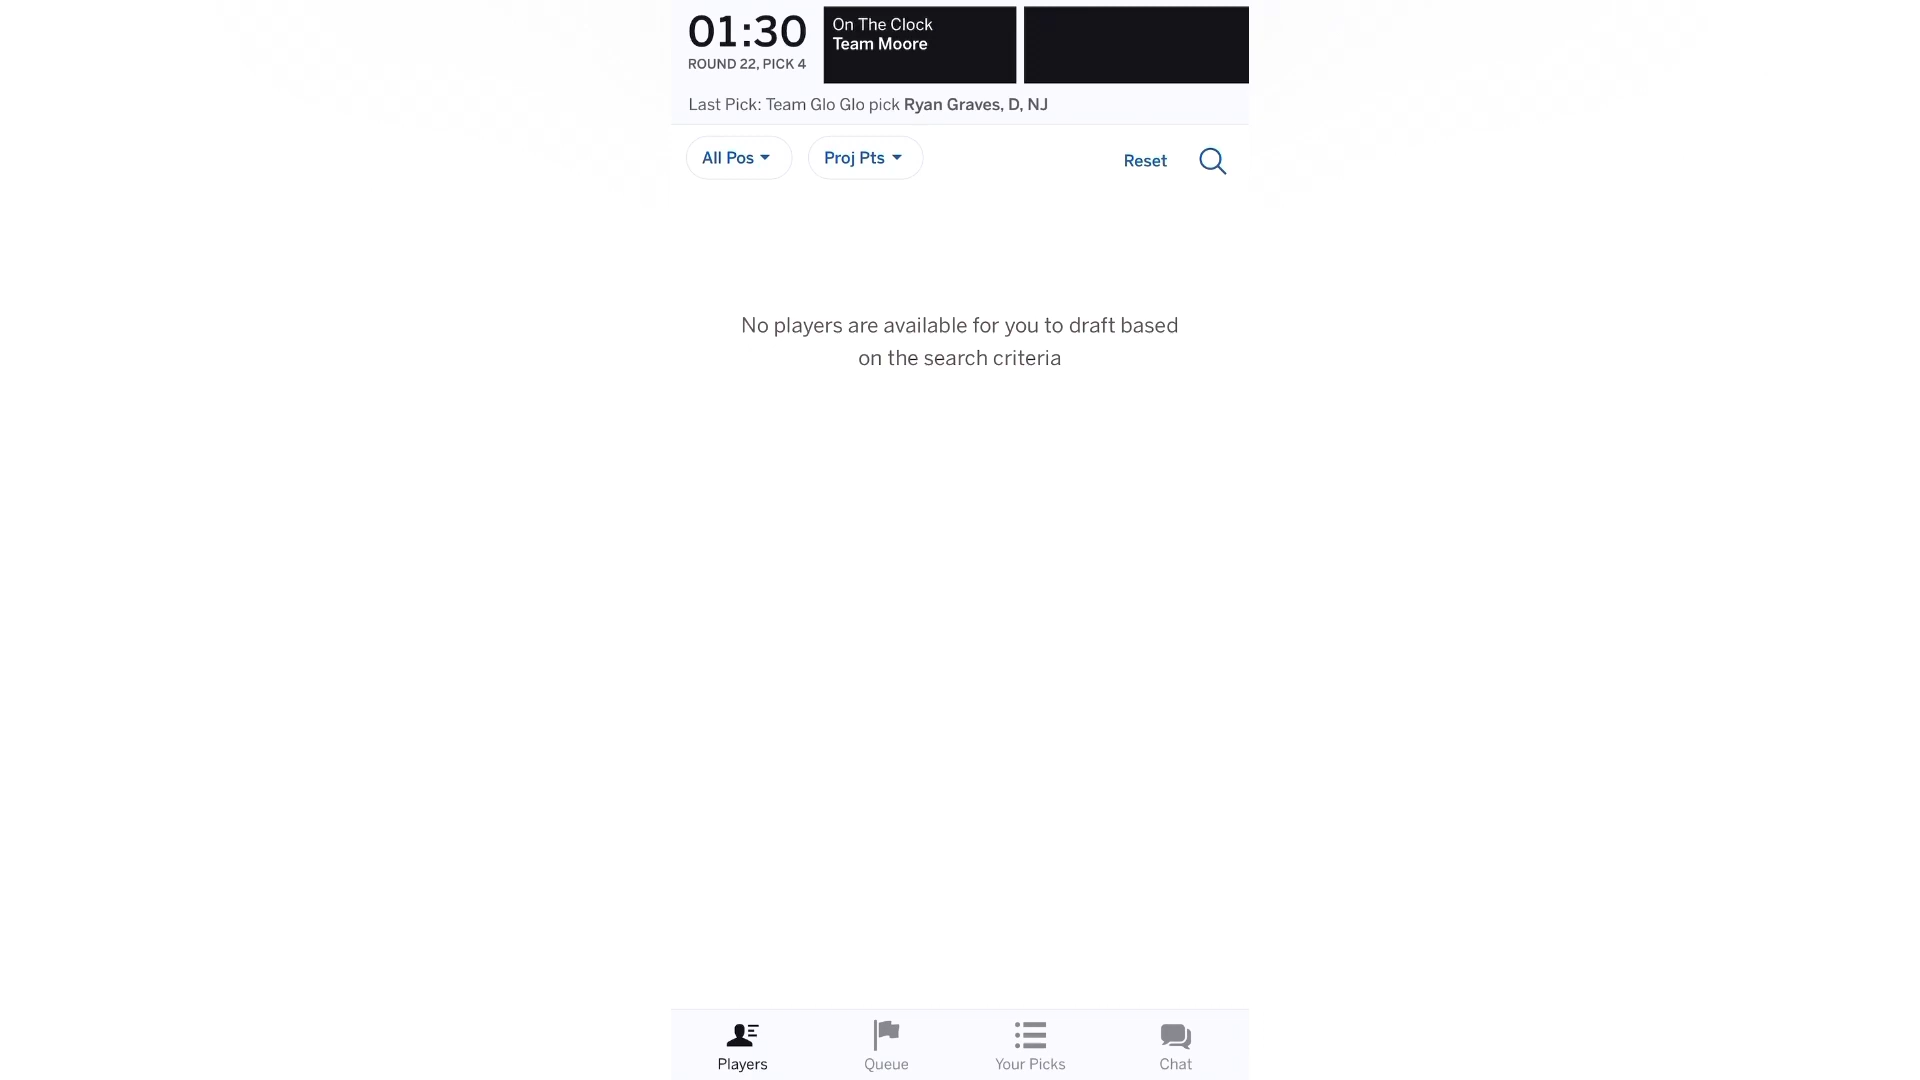 01:30
ROUND 22, PICK 4
On The Clock
Team Moore
Last Pick: Team Glo Glo pick Ryan Graves, D, NJ
All Pos
Proj Pts
Reset
No players are available for you to draft based
on the search criteria
Players
Queue
Your Picks
Chat